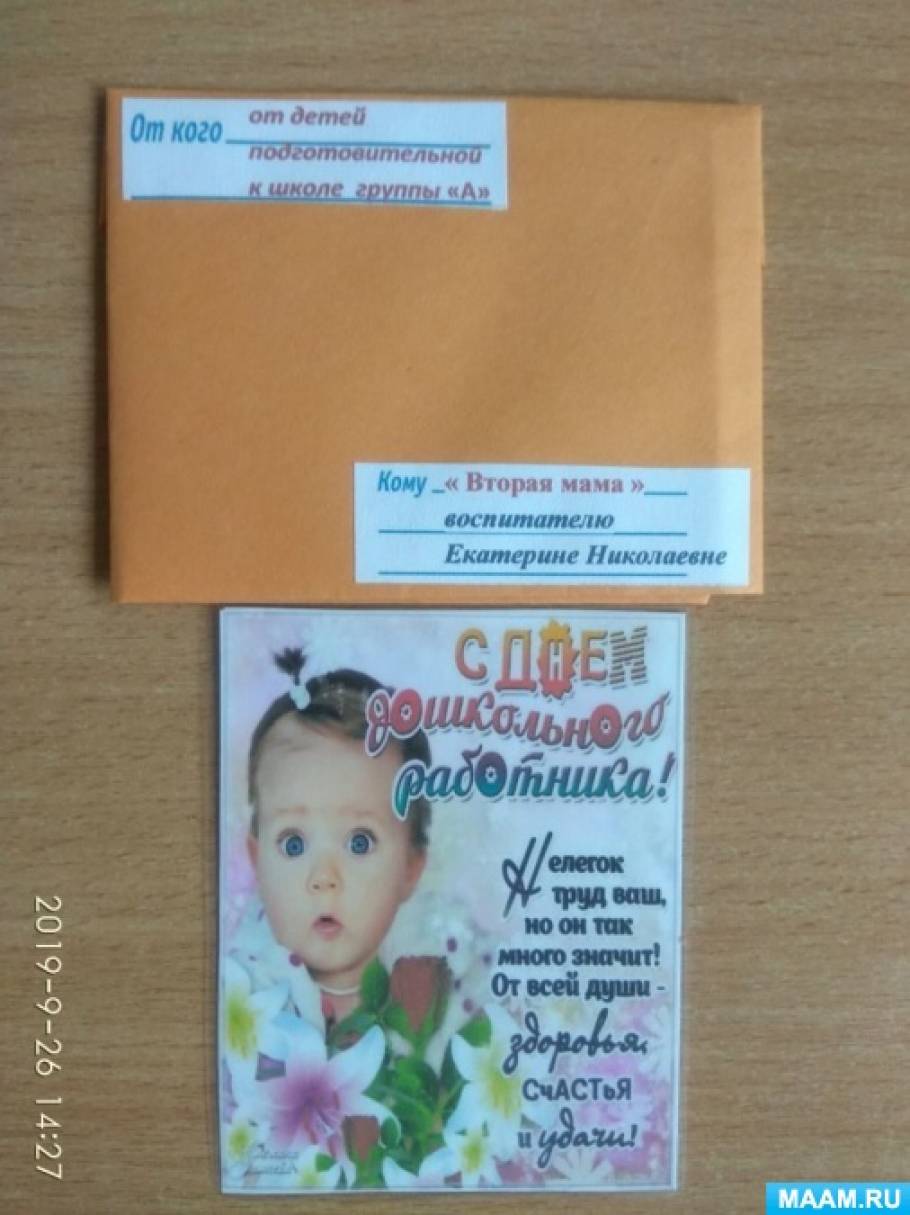 От кого от детей
подготовительной
к школе группы «А»
Кому « Вторая мама »
воспитателю
Екатерине Николаевне
С ДНЕМ
дошкольного
работника!
Нелегок
труд ваш,
но он так
много значит!
От всей души -
здоровья,
СчАСТЬЯ
и удачи!
2019-9-26 14:27
MAAM.RU